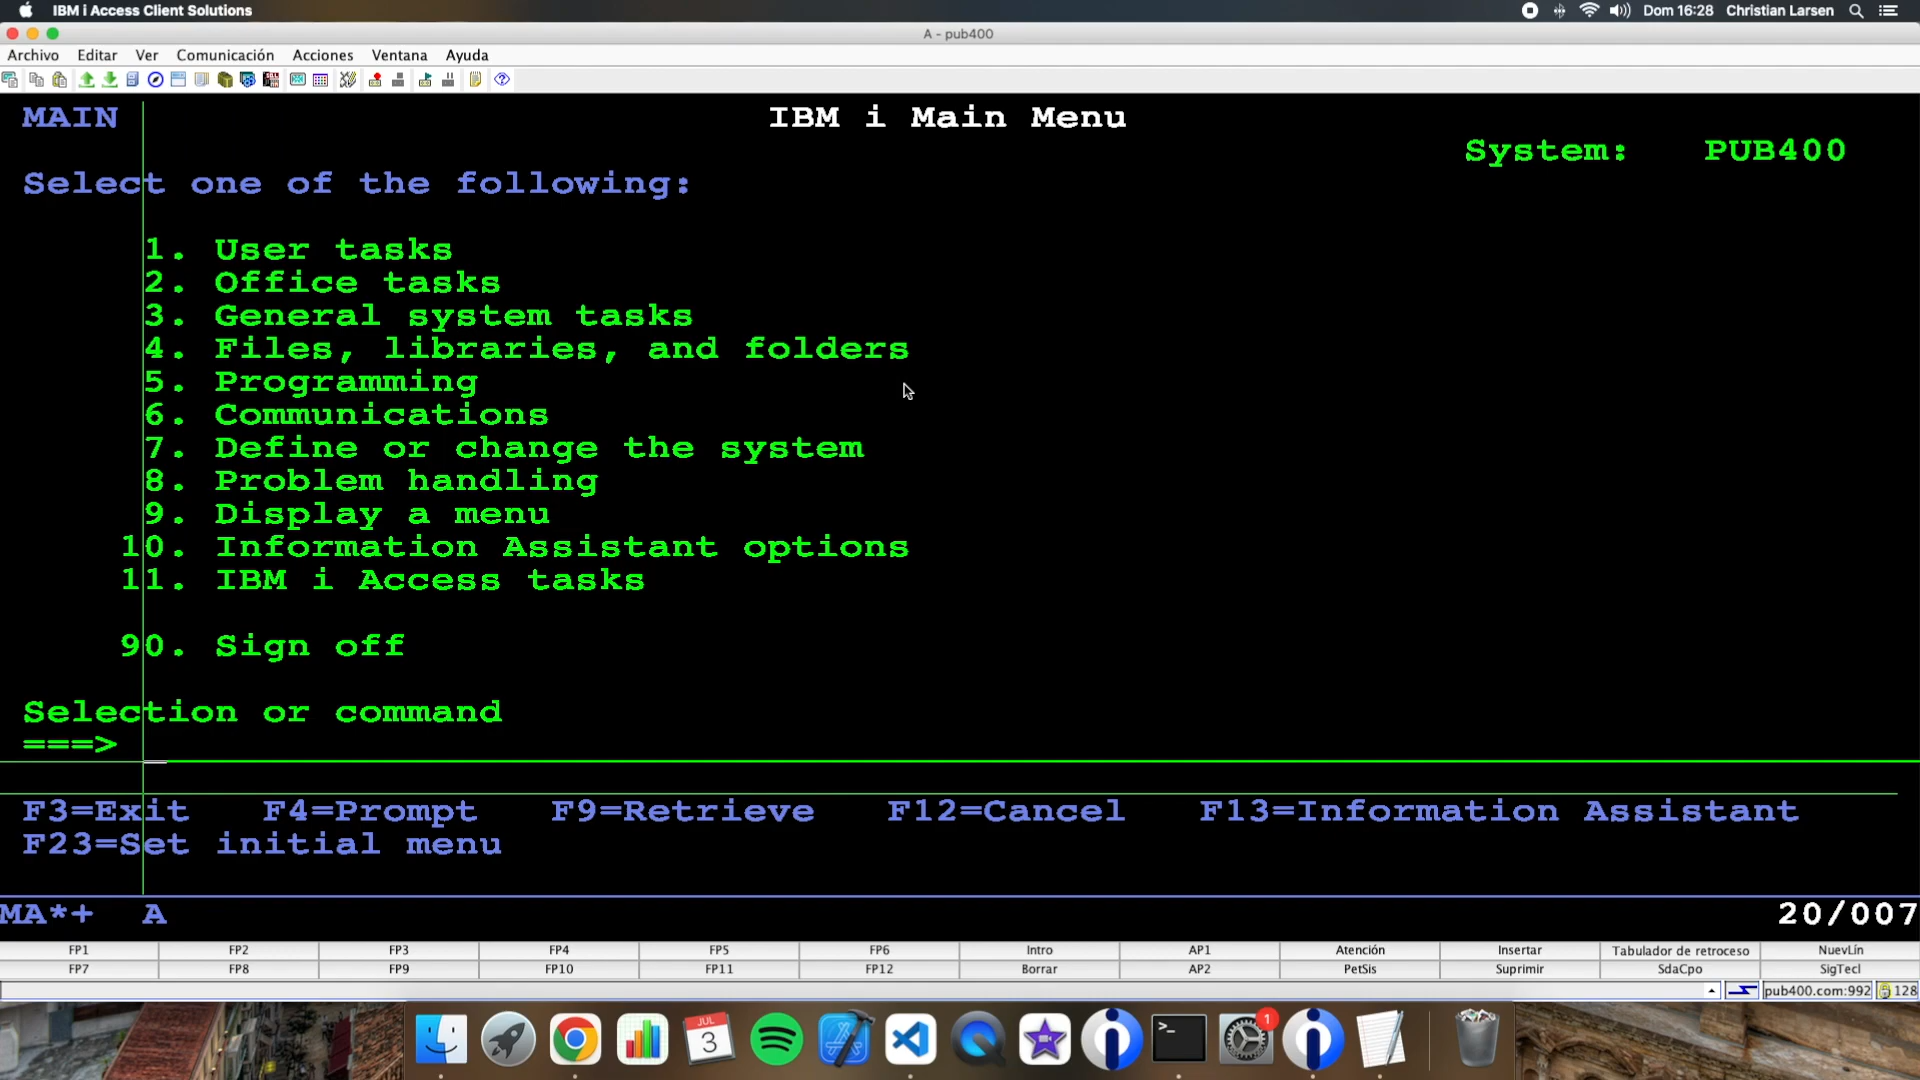 IBM i Access Client Solutions
Dom 16:28 Christian Larsen
A - pub400
Archivo Editar Ver Comunicación Acciones Ventana Ayuda
MAIN IBM i Main Menu
System: PUB400
Select one of the following:
1. User tasks
2. Office tasks
3. General system tasks
4. Files, libraries, and folders
5. Programming
6. Communications
7. Define or change the system
8. Problem handling
9. Display a menu
10. Information Assistant options
11. IBM i Access tasks
90. Sign off
Selection or command
===>
F3=Exit F4=Prompt F9=Retrieve F12=Cancel F13=Information Assistant
F23=Set initial menu
MA*+ A 20/007
FP1 FP2 FP3 FP4 FP5 FP6 Intro AP1 Atención Insertar Tabulador de retroceso NuevLín
FP7 FP8 FP9 FP10 FP11 FP12 Borrar AP2 PetSis Suprimir SdaCpo SigTecl
pub400.com:992 128
JUL
3
>_
1